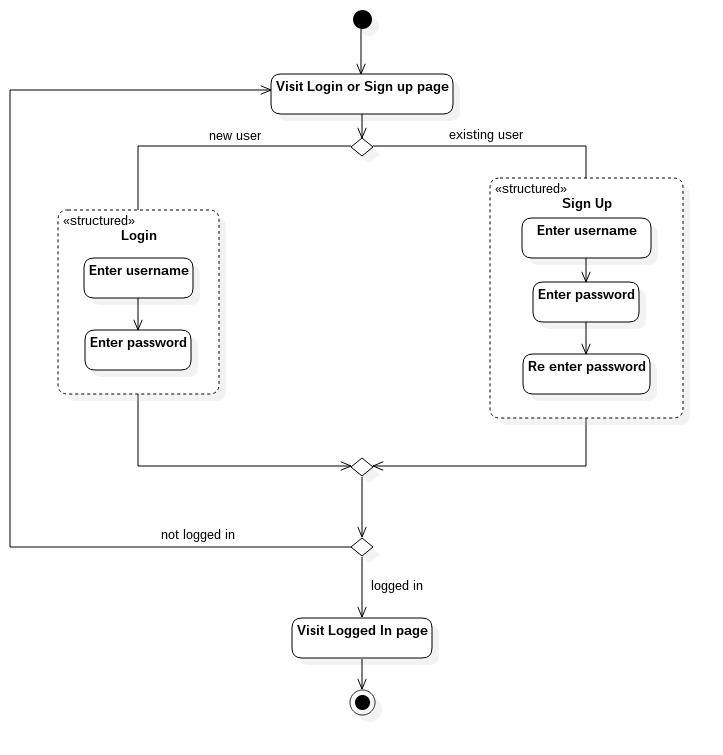 Visit Login or Sign up page
new user
existing user
«structured»
Login
Enter username
Enter password
«structured»
Sign Up
Enter username
Enter password
Re enter password
not logged in
logged in
Visit Logged In page